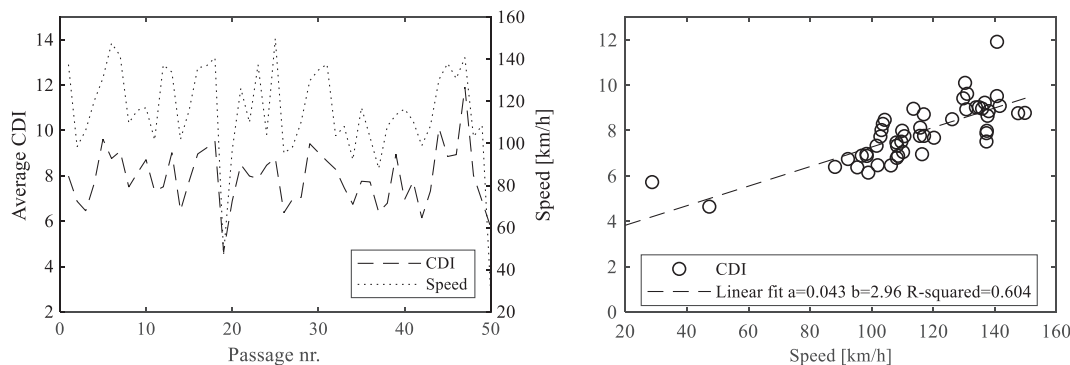 14
12
10
8
6
4
2
Average CDI
160
140
120
100
80
60
40
20
Speed [km/h]
CDI
Speed
0 10 20 30 40 50
Passage nr.
12
10
8
6
4
2
0
CDI
Linear fit a=0.043 b=2.96 R-squared=0.604
20 40 60 80 100 120 140 160
Speed [km/h]